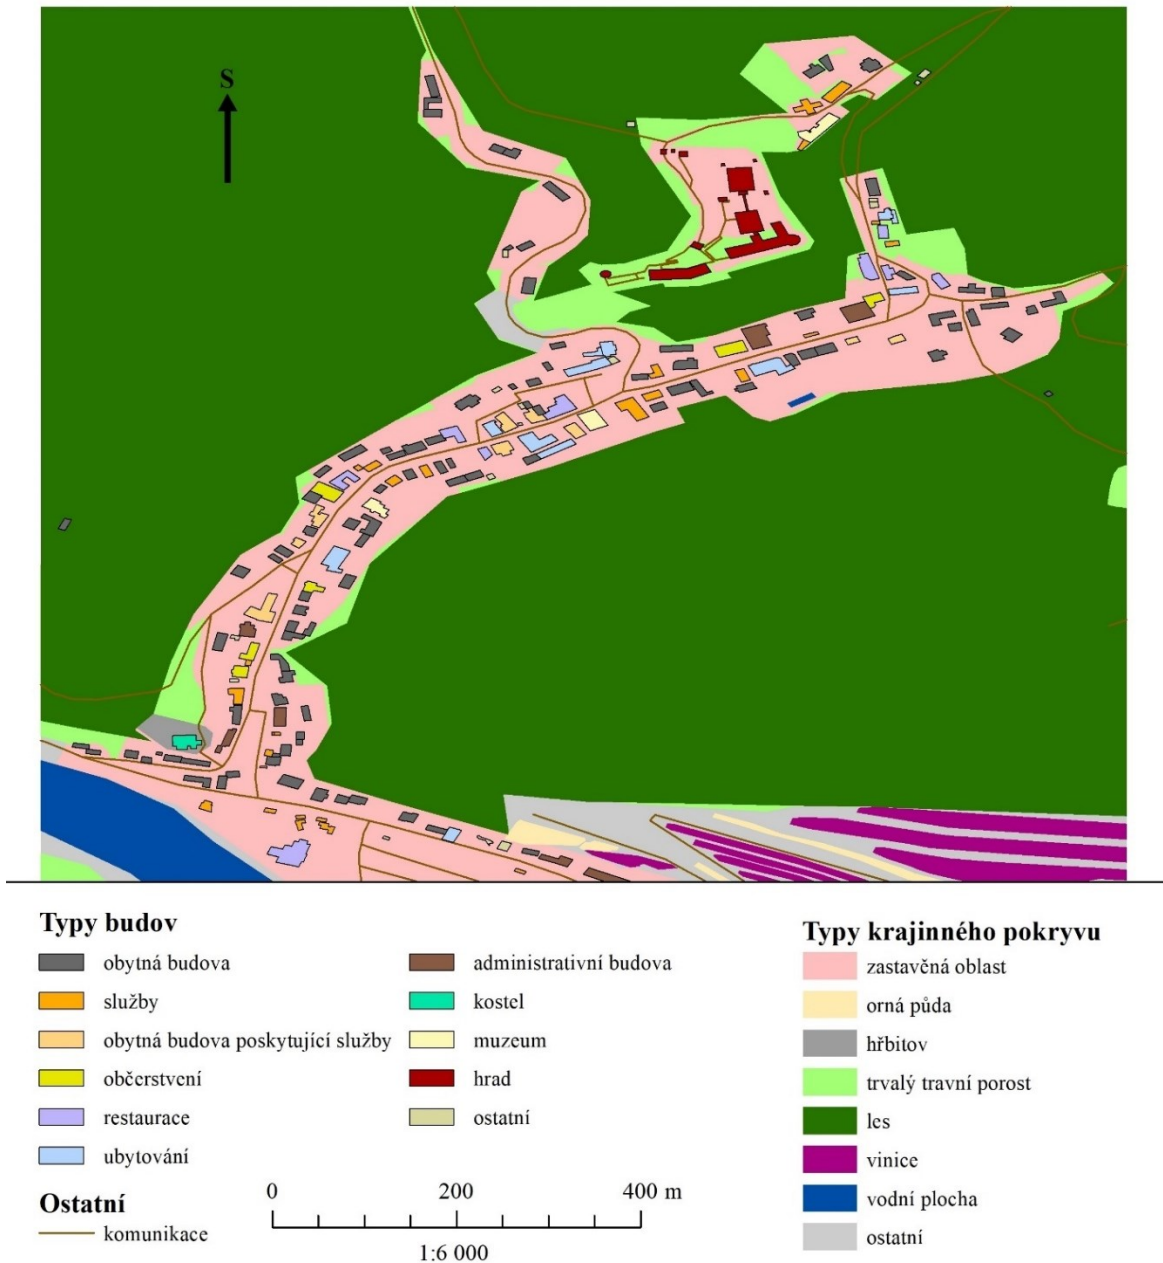 S
Typy budov
obytná budova
služby
obytná budova poskytující služby
občerstvení
restaurace
ubytování
administrativní budova
kostel
muzeum
hrad
ostatní
Ostatní
komunikace
0 200 400 m
1:6 000
Typy krajinného pokryvu
zastavěná oblast
orná půda
hřbitov
trvalý travní porost
les
vinice
vodní plocha
ostatní